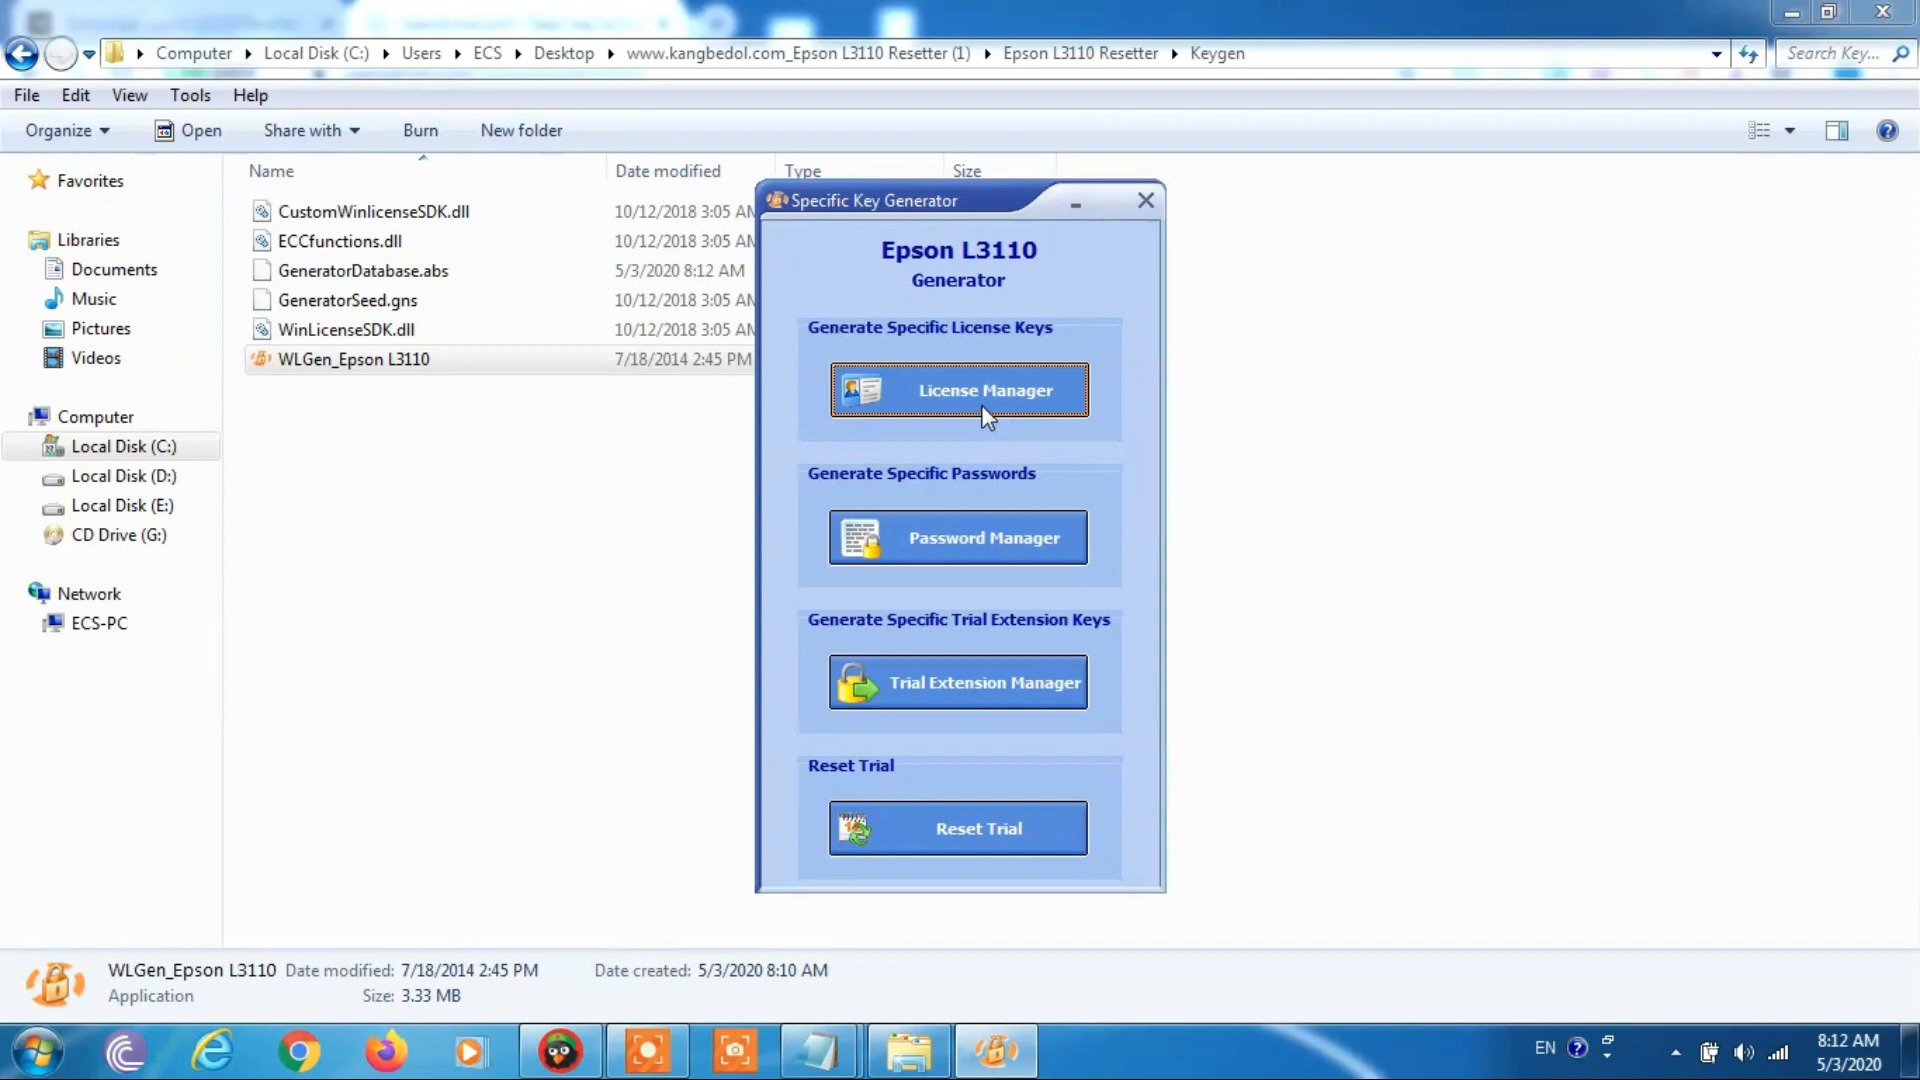 Computer Local Disk (C:) Users ECS Desktop www.kangbedol.com_Epson L3110 Resetter (1) Epson L3110 Resetter Keygen
Search Key...
File Edit View Tools Help
Organize Open Share with Burn New folder
Name Date modified Type Size
Favorites
Libraries
Documents
Music
Pictures
Videos
Computer
Local Disk (C:)
Local Disk (D:)
Local Disk (E:)
CD Drive (G:)
Network
ECS-PC
CustomWinlicenseSDK.dll 10/12/2018 3:05 AM
ECCfunctions.dll 10/12/2018 3:05 AM
GeneratorDatabase.abs 5/3/2020 8:12 AM
GeneratorSeed.gns 10/12/2018 3:05 AM
WinLicenseSDK.dll 10/12/2018 3:05 AM
WLGen_Epson L3110 7/18/2014 2:45 PM
Specific Key Generator
Epson L3110
Generator
Generate Specific License Keys
License Manager
Generate Specific Passwords
Password Manager
Generate Specific Trial Extension Keys
Trial Extension Manager
Reset Trial
Reset Trial
WLGen_Epson L3110 Date modified: 7/18/2014 2:45 PM Date created: 5/3/2020 8:10 AM
Application Size: 3.33 MB
EN
8:12 AM
5/3/2020